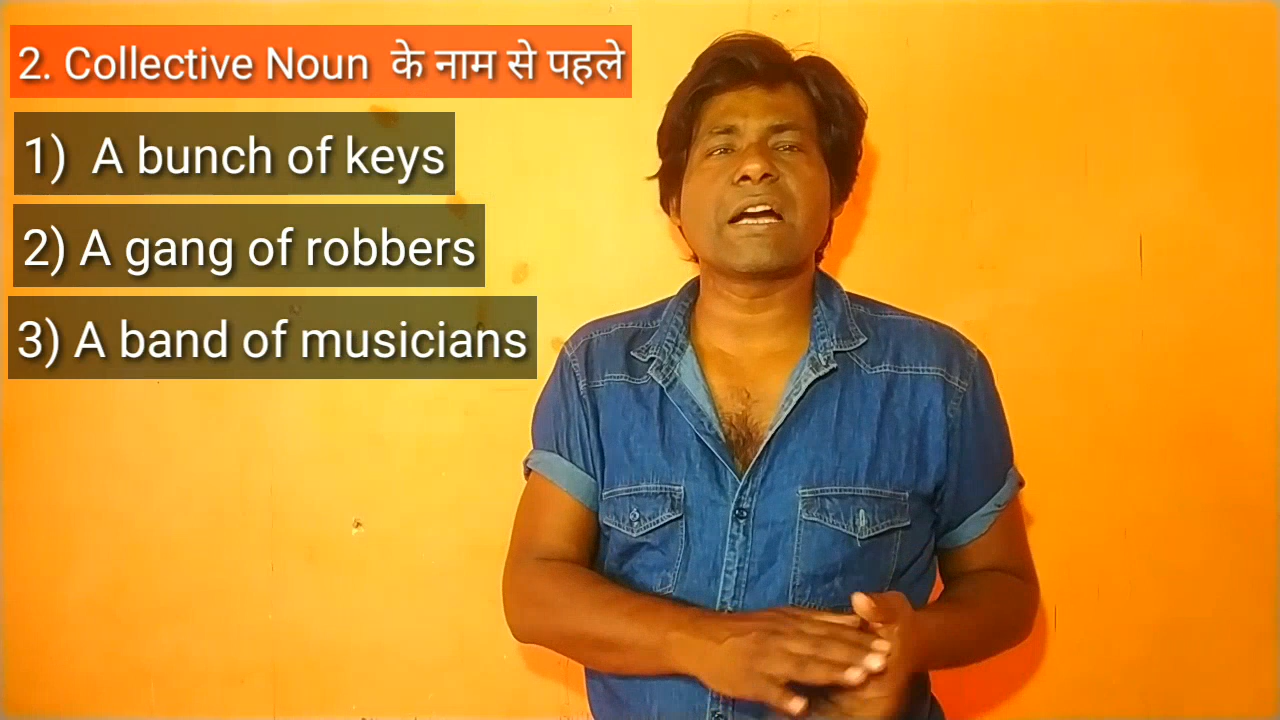 2. Collective Noun के नाम से पहले
1) A bunch of keys
2) A gang of robbers
3) A band of musicians